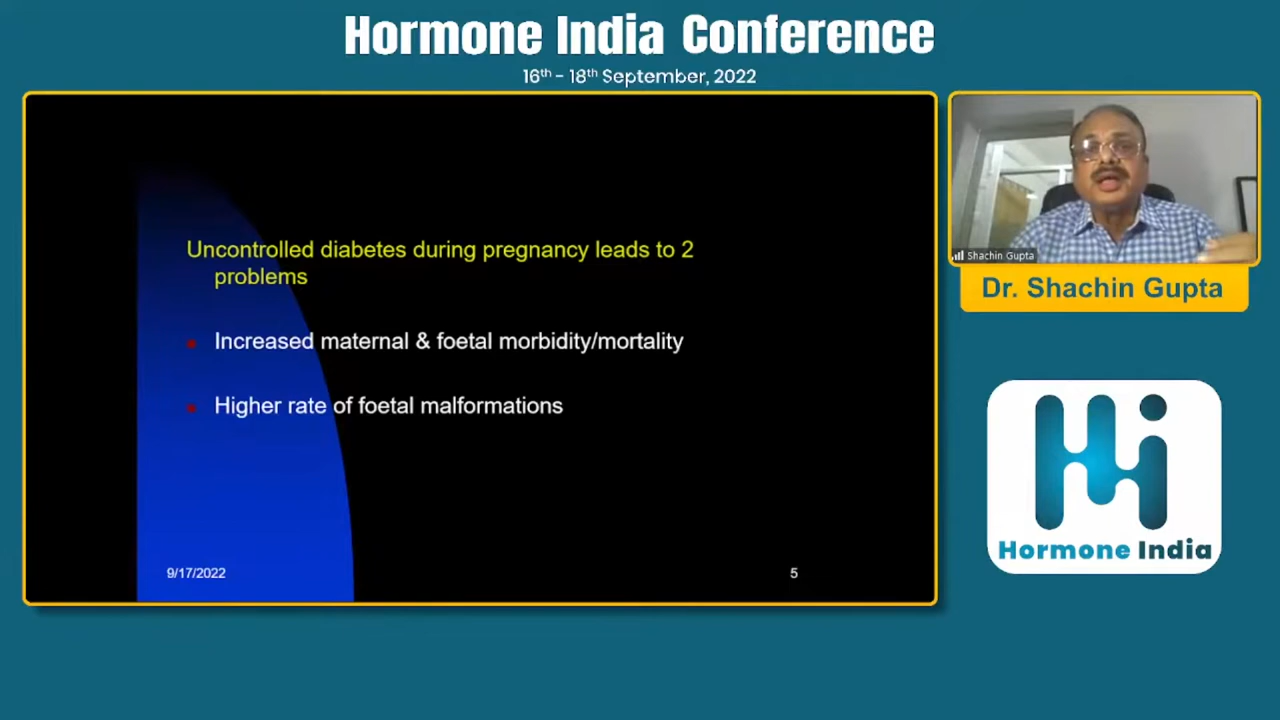 Hormone India Conference
16th - 18th September, 2022
Uncontrolled diabetes during pregnancy leads to 2
problems
Increased maternal & foetal morbidity/mortality
Higher rate of foetal malformations
9/17/2022
5
Shachin Gupta
Dr. Shachin Gupta
Hormone India